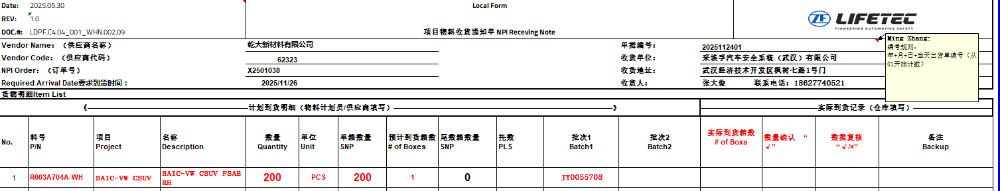 Date: 2025.05.30
Local Form
REV: 1.0
DOC.#: LDPF.C4.04_001_WHN.002.09
项目物料收货通知单 NPI Receving Note
ZF LIFETEC
PIONEERING AUTOMOTIVE SAFETY
Vendor Name：（供应商名称） 乾大新材料有限公司
单据编号： 2025112401
Vendor Code：（供应商代码） 62323
收货单位： 采埃孚汽车安全系统（武汉）有限公司
NPI Order：（订单号） X2501038
收货地址： 武汉经济技术开发区枫树七路1号门
Required Arrival Date要求到货时间： 2025/11/26
收货人： 张大俊 联系电话：18627740521
Ming Zhang:
编号规则：
年+月+日+当天出货单编号（从
01开始计数）
货物明细Item List
《 计划到货明细（物料计划员/供应商填写） 》
实际到货记录（仓库填写）
No.
料号
P/N
项目
Project
名称
Description
数量
Quantity
单位
Unit
单箱数量
SNP
预计到货箱数
# of Boxes
尾数箱数量
SNP
托数
PLS
批次1
Batch1
批次2
Batch2
实际到货箱数
# of Boxs
数量确认 “
√”
数据复核
“√/×”
备注
Backup
1 R003A704A-WH SAIC-VW CSUV SAIC-VW CSUV FSAB
RH
200 PCS 200 1 0 JY0055708